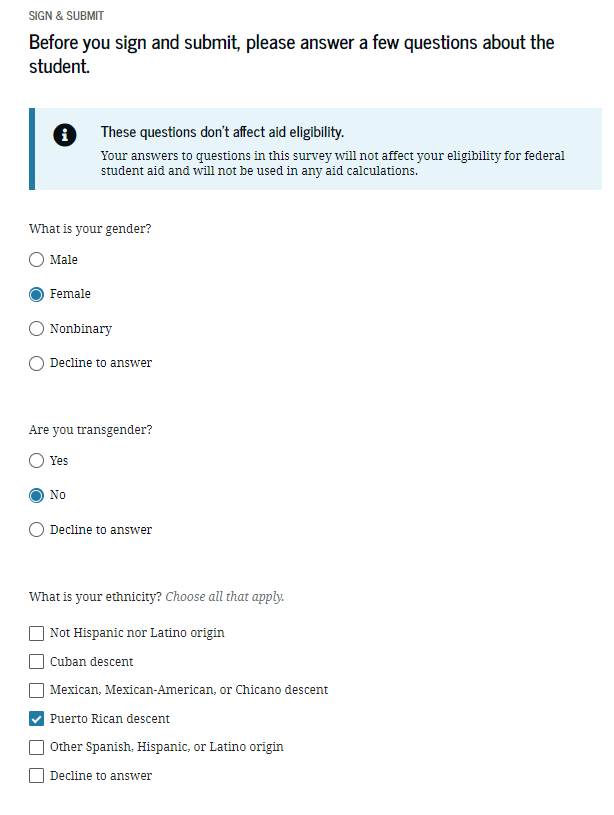 SIGN & SUBMIT
Before you sign and submit, please answer a few questions about the
student.
These questions don't affect aid eligibility.
Your answers to questions in this survey will not affect your eligibility for federal
student aid and will not be used in any aid calculations.
What is your gender?
Male
Female
Nonbinary
Decline to answer
Are you transgender?
Yes
No
Decline to answer
What is your ethnicity? Choose all that apply.
Not Hispanic nor Latino origin
Cuban descent
Mexican, Mexican-American, or Chicano descent
Puerto Rican descent
Other Spanish, Hispanic, or Latino origin
Decline to answer